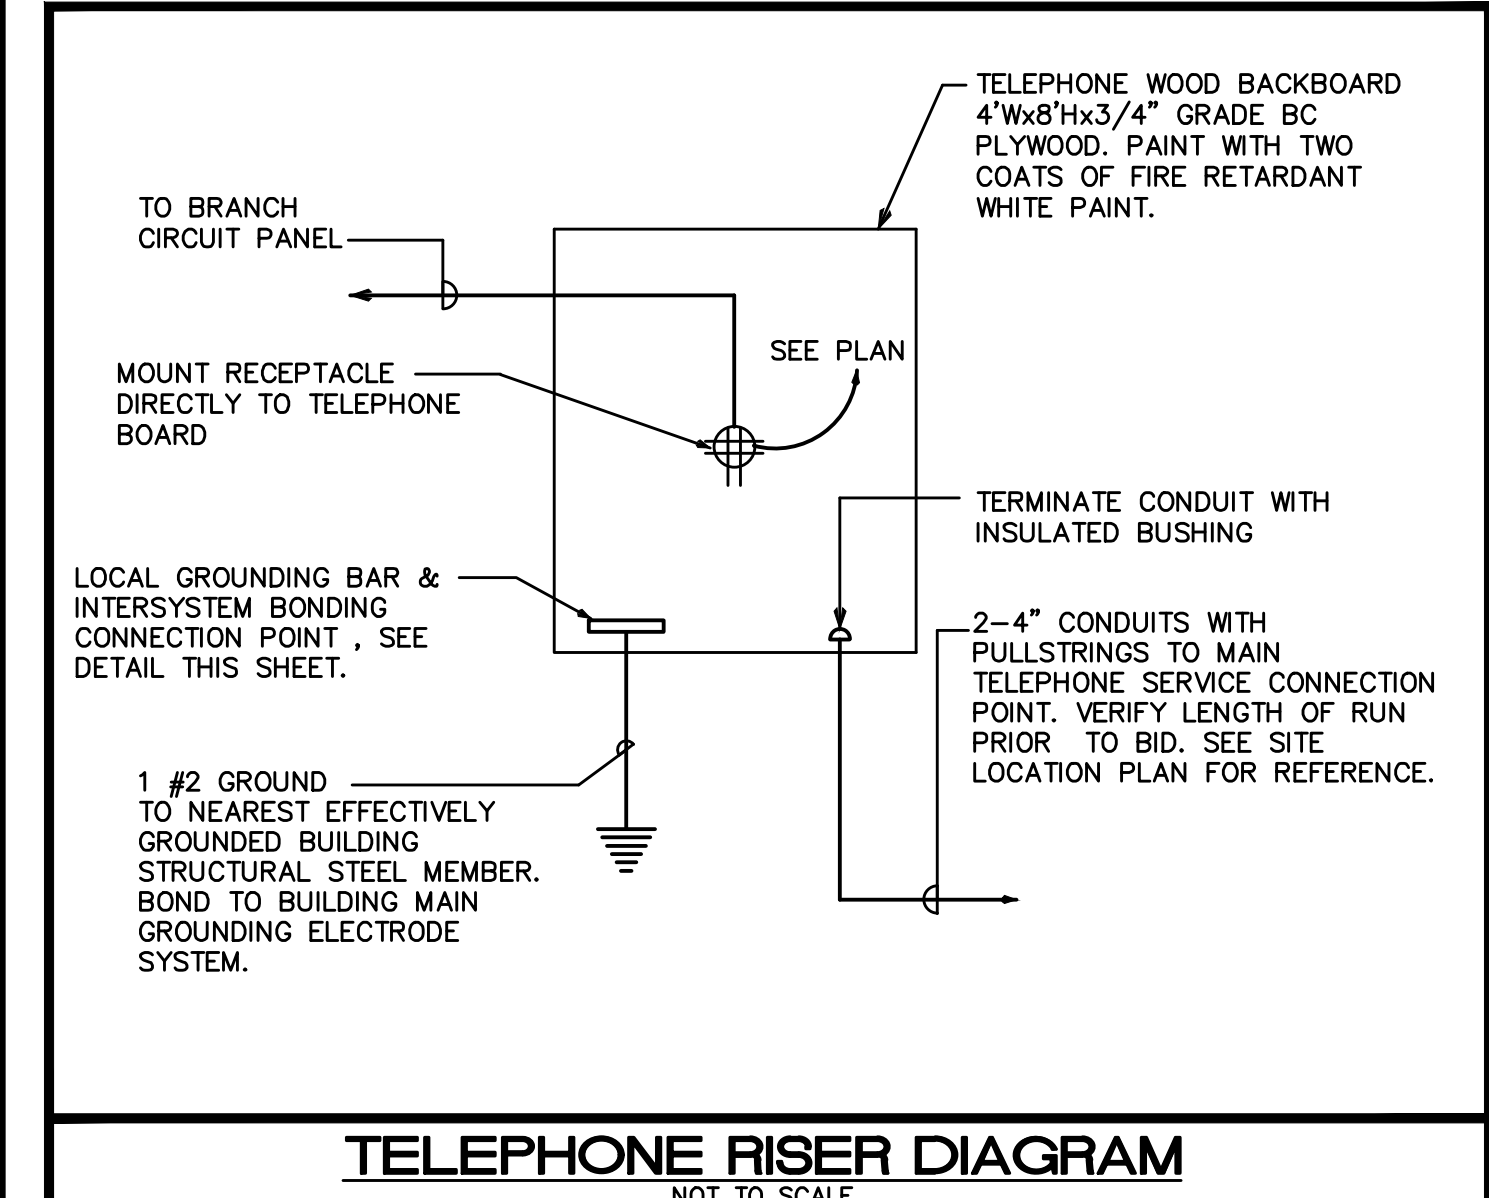 TELEPHONE WOOD BACKBOARD
4'Wx8'Hx3/4" GRADE BC
PLYWOOD. PAINT WITH TWO
COATS OF FIRE RETARDANT
WHITE PAINT.
TO BRANCH
CIRCUIT PANEL
SEE PLAN
MOUNT RECEPTACLE
DIRECTLY TO TELEPHONE
BOARD
TERMINATE CONDUIT WITH
INSULATED BUSHING
LOCAL GROUNDING BAR &
INTERSYSTEM BONDING
CONNECTION POINT , SEE
DETAIL THIS SHEET.
2-4" CONDUITS WITH
PULLSTRINGS TO MAIN
TELEPHONE SERVICE CONNECTION
POINT. VERIFY LENGTH OF RUN
PRIOR TO BID. SEE SITE
LOCATION PLAN FOR REFERENCE.
1 #2 GROUND
TO NEAREST EFFECTIVELY
GROUNDED BUILDING
STRUCTURAL STEEL MEMBER.
BOND TO BUILDING MAIN
GROUNDING ELECTRODE
SYSTEM.
TELEPHONE RISER DIAGRAM
NOT TO SCALE